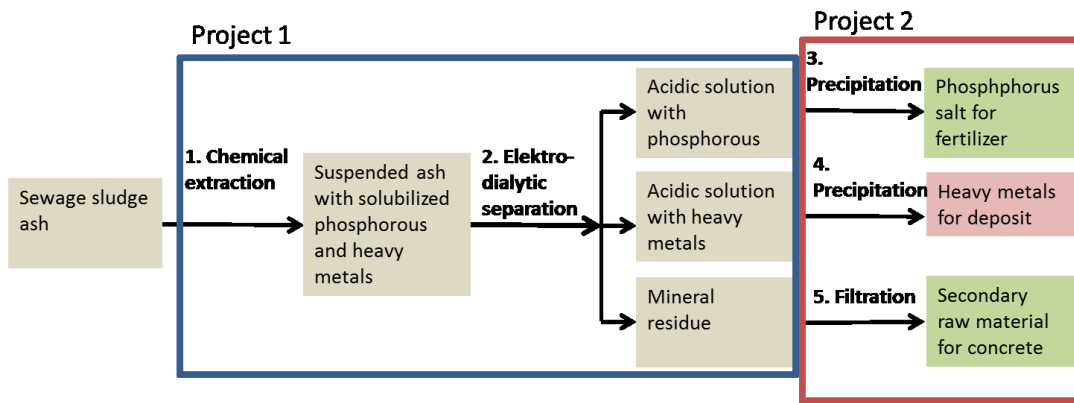 Project 1
Project 2
Sewage sludge
ash
1. Chemical
extraction
Suspended ash
with solubilized
phosphorous
and heavy
metals
2. Elektro-
dialytic
separation
Acidic solution
with
phosphorous
Acidic solution
with heavy
metals
Mineral
residue
3.
Precipitation
Phosphphorus
salt for
fertilizer
4.
Precipitation
Heavy metals
for deposit
5. Filtration
Secondary
raw material
for concrete